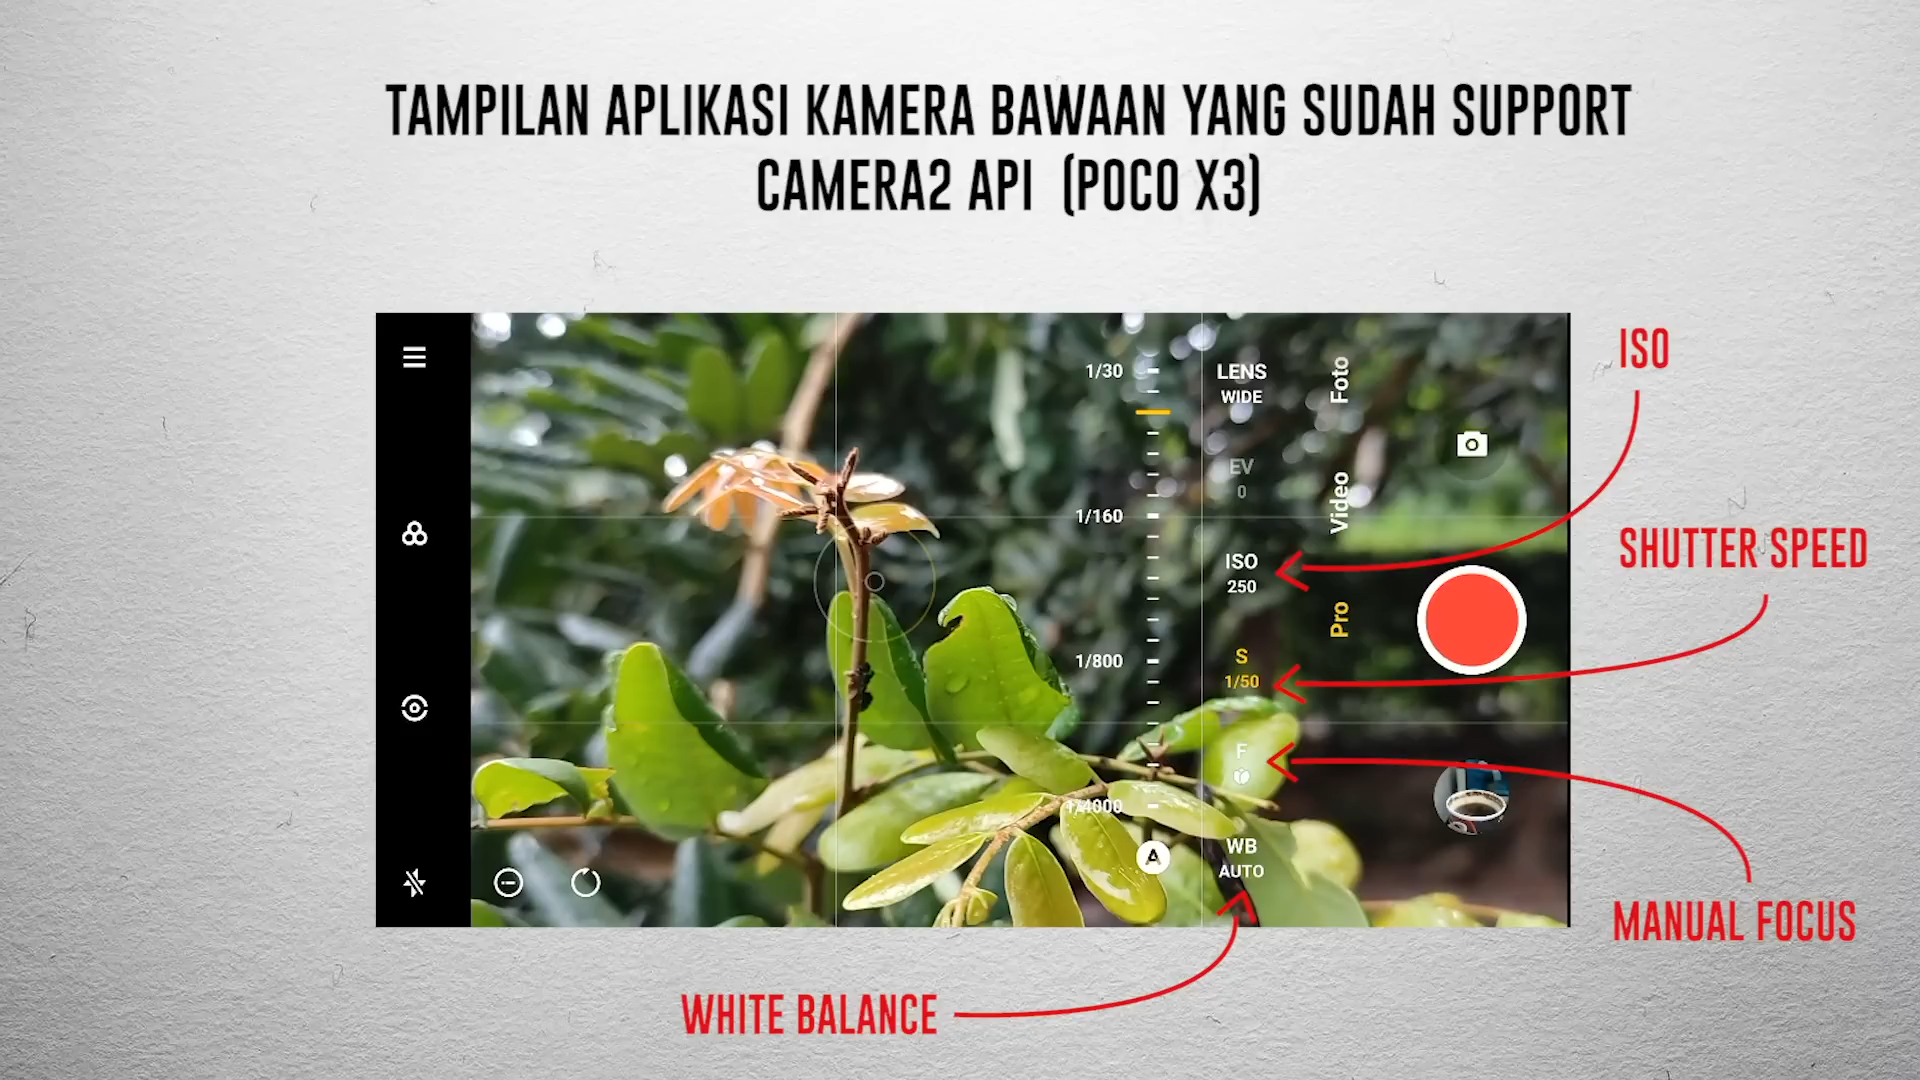 TAMPILAN APLIKASI KAMERA BAWAAN YANG SUDAH SUPPORT
CAMERA2 API (POCO X3)
ISO
SHUTTER SPEED
MANUAL FOCUS
WHITE BALANCE
1/30
1/160
1/800
1/4000
A
LENS
WIDE
EV
0
ISO
250
S
1/50
F
WB
AUTO
Foto
Video
Pro